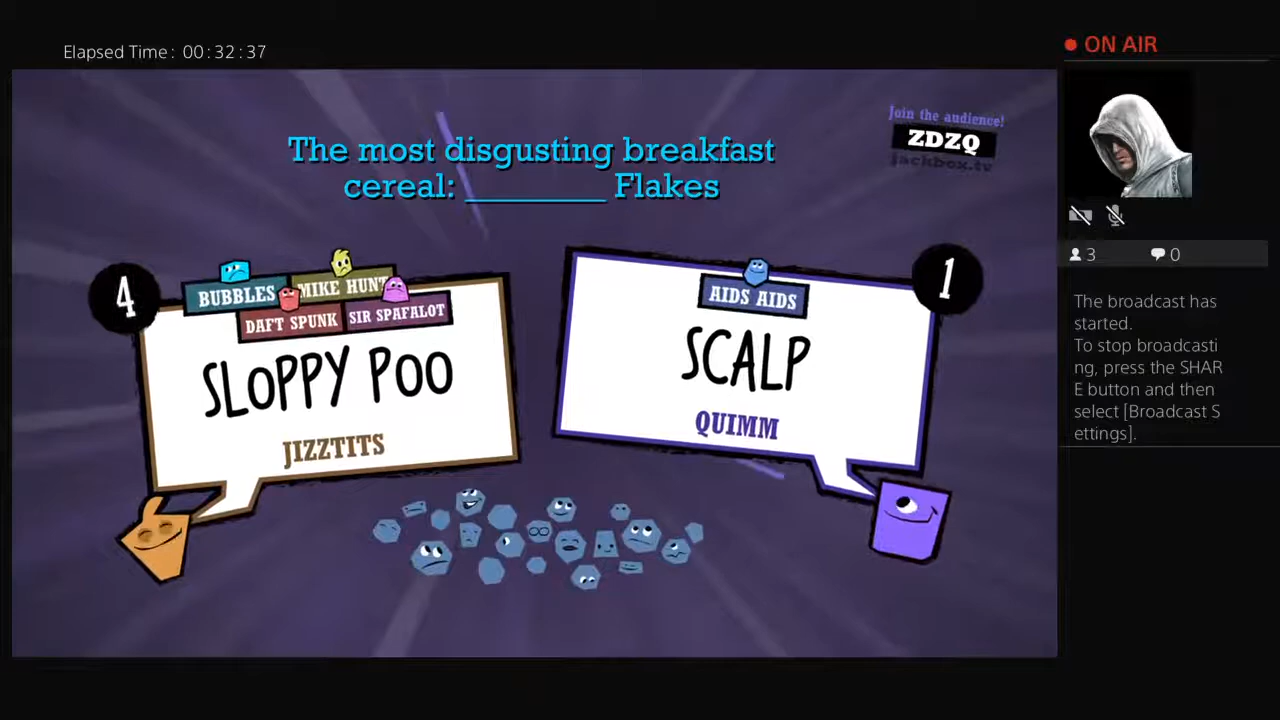 Elapsed Time: 00:32:37
ON AIR
Join the audience!
ZDZQ
jackbox.tv
The most disgusting breakfast
cereal: ________ Flakes
4
BUBBLES
MIKE HUNT
DAFT SPUNK
SIR SPAFALOT
SLOPPY POO
JIZZTITS
1
AIDS AIDS
SCALP
QUIMM
3
0
The broadcast has
started.
To stop broadcasti
ng, press the SHAR
E button and then
select [Broadcast S
ettings].